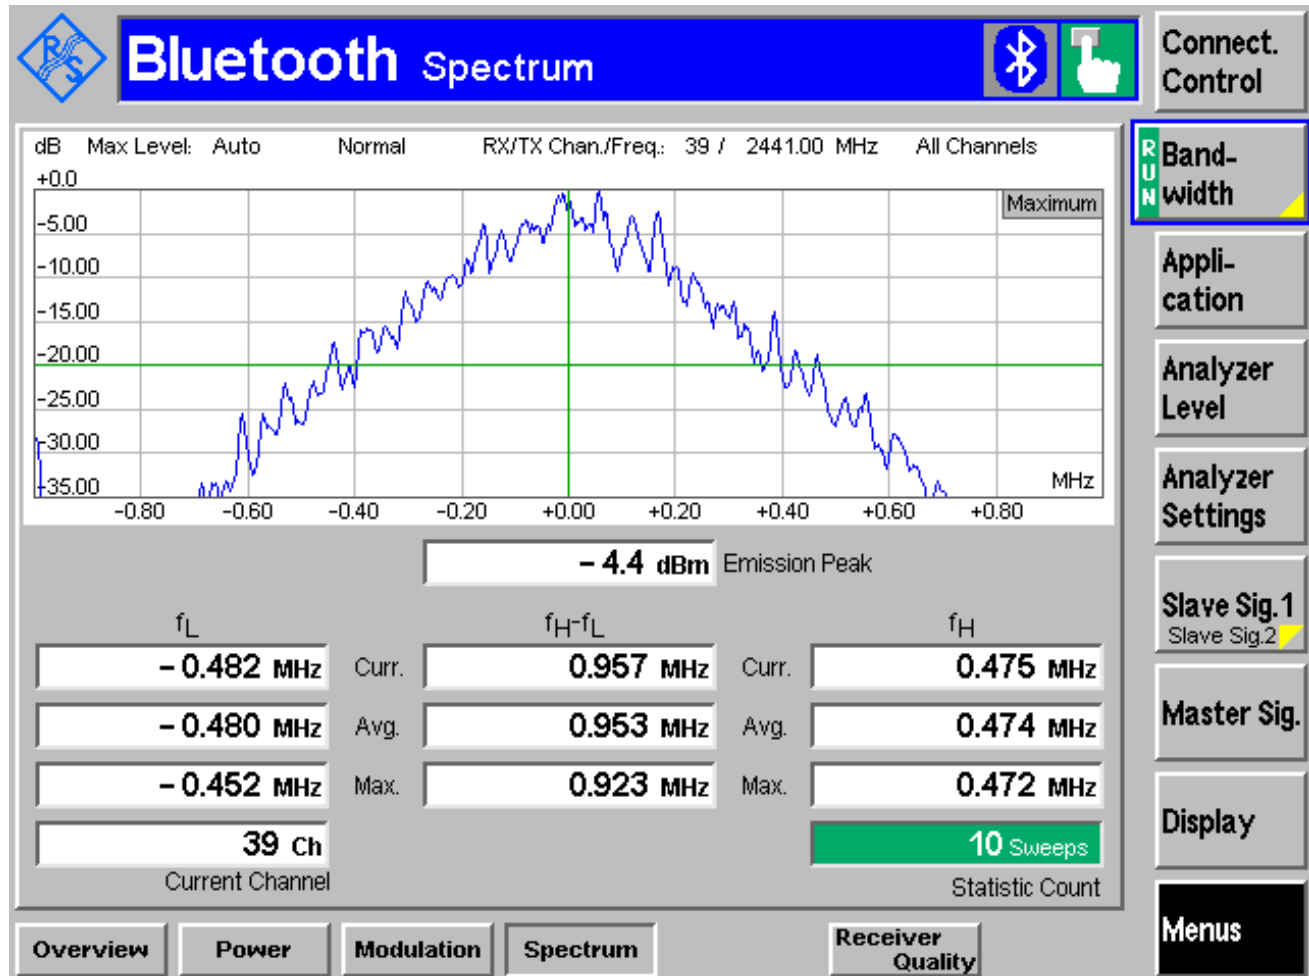 R&S
Bluetooth Spectrum
Connect.
Control
dB Max Level: Auto Normal RX/TX Chan./Freq.: 39 / 2441.00 MHz All Channels
+0.0
Maximum
-5.00
-10.00
-15.00
-20.00
-25.00
-30.00
-35.00
MHz
-0.80 -0.60 -0.40 -0.20 +0.00 +0.20 +0.40 +0.60 +0.80
RUN
Band-
width
Appli-
cation
Analyzer
Level
Analyzer
Settings
- 4.4 dBm Emission Peak
fL fH-fL fH
- 0.482 MHz Curr. 0.957 MHz Curr. 0.475 MHz
- 0.480 MHz Avg. 0.953 MHz Avg. 0.474 MHz
- 0.452 MHz Max. 0.923 MHz Max. 0.472 MHz
39 Ch 10 Sweeps
Current Channel Statistic Count
Slave Sig.1
Slave Sig.2
Master Sig.
Display
Menus
Overview Power Modulation Spectrum Receiver
Quality